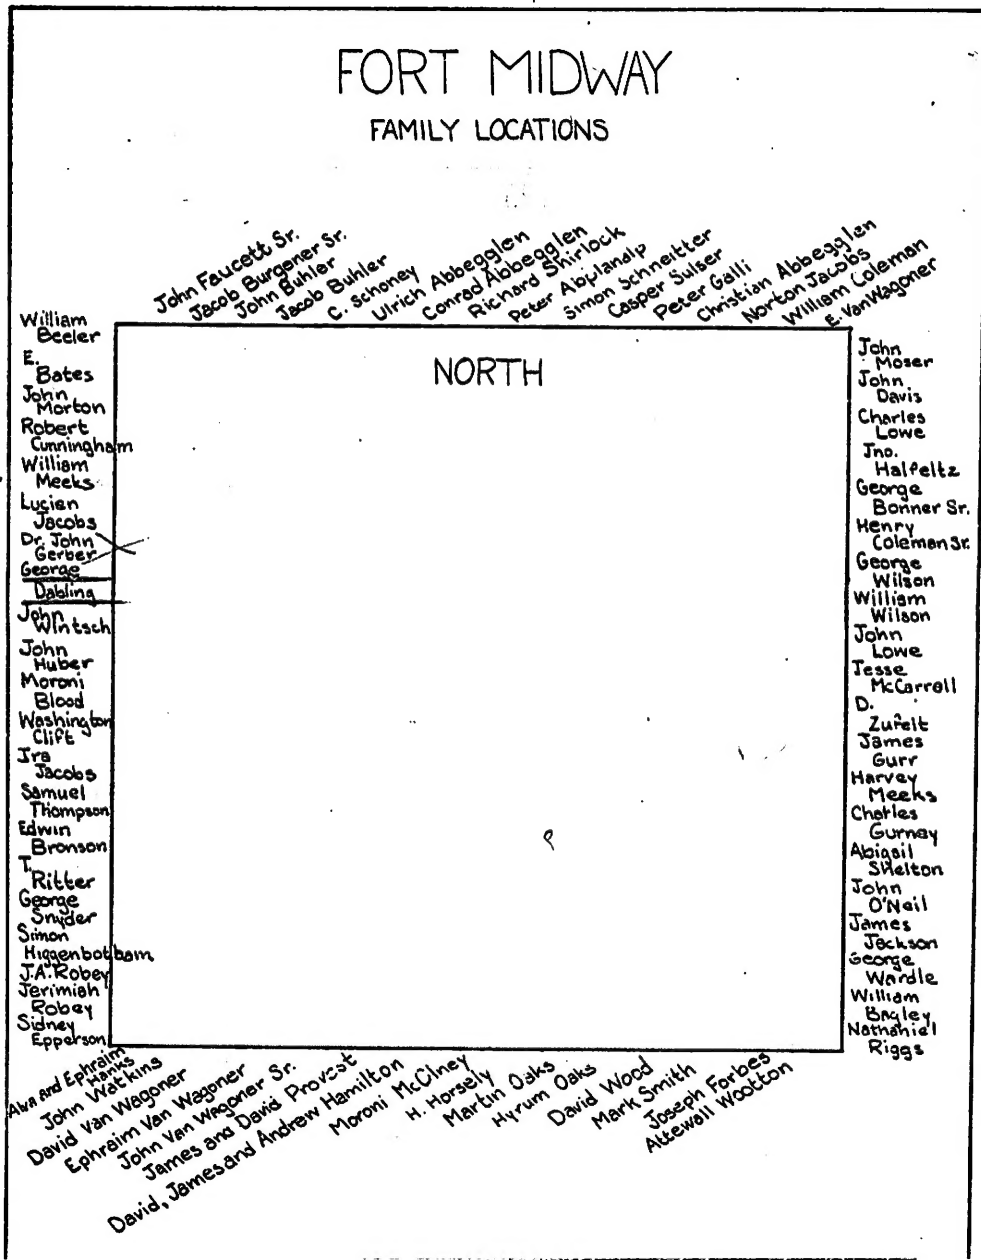 FORT MIDWAY
FAMILY LOCATIONS
John Faucett Sr.
Jacob Burgener Sr.
John Buhler
Jacob Buhler
C. Schoney
Ulrich Abbegglen
Conrad Abbegglen
Richard Shirlock
Peter Abplanalp
Simon Schneitter
Casper Sulser
Peter Galli
Christian Abbegglen
Norton Jacobs
William Coleman
E. VanWagoner
NORTH
William
Beeler
E.
Bates
John
Morton
Robert
Cunningham
William
Meeks
Lucien
Jacobs
Dr. John
Gerber
George
Dabling
John
Wintsch
John
Huber
Moroni
Blood
Washington
Clift
Ira
Jacobs
Samuel
Thompson
Edwin
Bronson
T.
Ritter
George
Snyder
Simon
Higgenbotham
J.A. Robey
Jerimiah
Robey
Sidney
Epperson
John
Moser
John
Davis
Charles
Lowe
Jno.
Halfeltz
George
Bonner Sr.
Henry
Coleman Sr.
George
Wilson
William
Wilson
John
Lowe
Jesse
McCarrell
D.
Zufelt
James
Gurr
Harvey
Meeks
Charles
Gurney
Abigail
Shelton
John
O'Neil
James
Jackson
George
Wardle
William
Bagley
Nathaniel
Riggs
Alva and Ephraim
Hanks
John Watkins
David Van Wagoner
Ephraim Van Wagoner
John Van Wagoner Sr.
James and David Provost
David, James and Andrew Hamilton
Moroni McOlney
H. Horsely
Martin Oaks
Hyrum Oaks
David Wood
Mark Smith
Joseph Forbes
Attewall Wootton